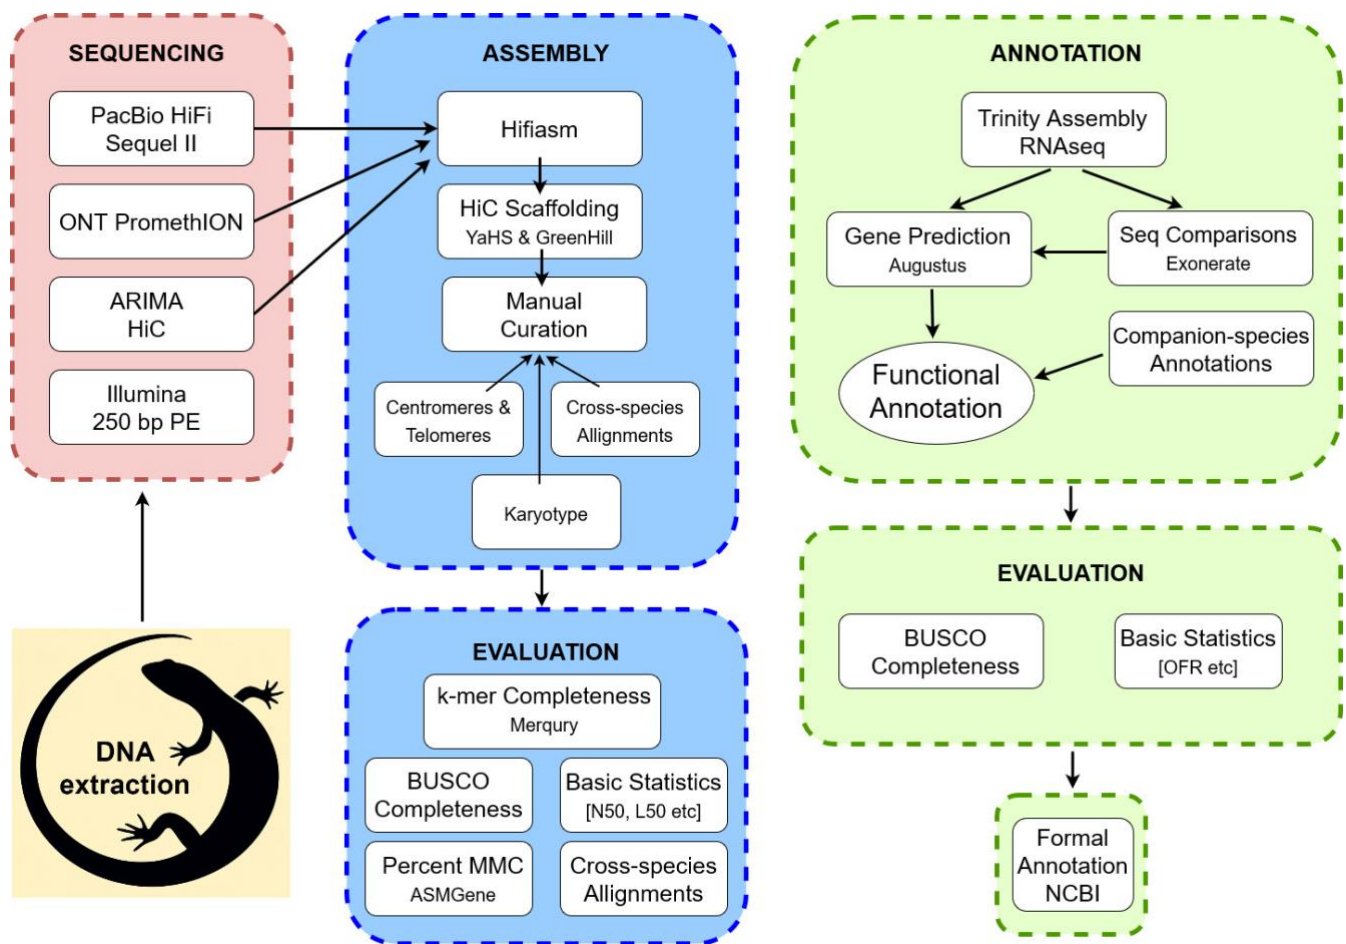 SEQUENCING
PacBio HiFi
Sequel II
ONT PromethION
ARIMA
HiC
Illumina
250 bp PE
DNA
extraction
ASSEMBLY
Hifiasm
HiC Scaffolding
YaHS & GreenHill
Manual
Curation
Centromeres &
Telomeres
Cross-species
Allignments
Karyotype
EVALUATION
k-mer Completeness
Merqury
BUSCO
Completeness
Basic Statistics
[N50, L50 etc]
Percent MMC
ASMGene
Cross-species
Allignments
ANNOTATION
Trinity Assembly
RNAseq
Gene Prediction
Augustus
Seq Comparisons
Exonerate
Companion-species
Annotations
Functional
Annotation
EVALUATION
BUSCO
Completeness
Basic Statistics
[OFR etc]
Formal
Annotation
NCBI